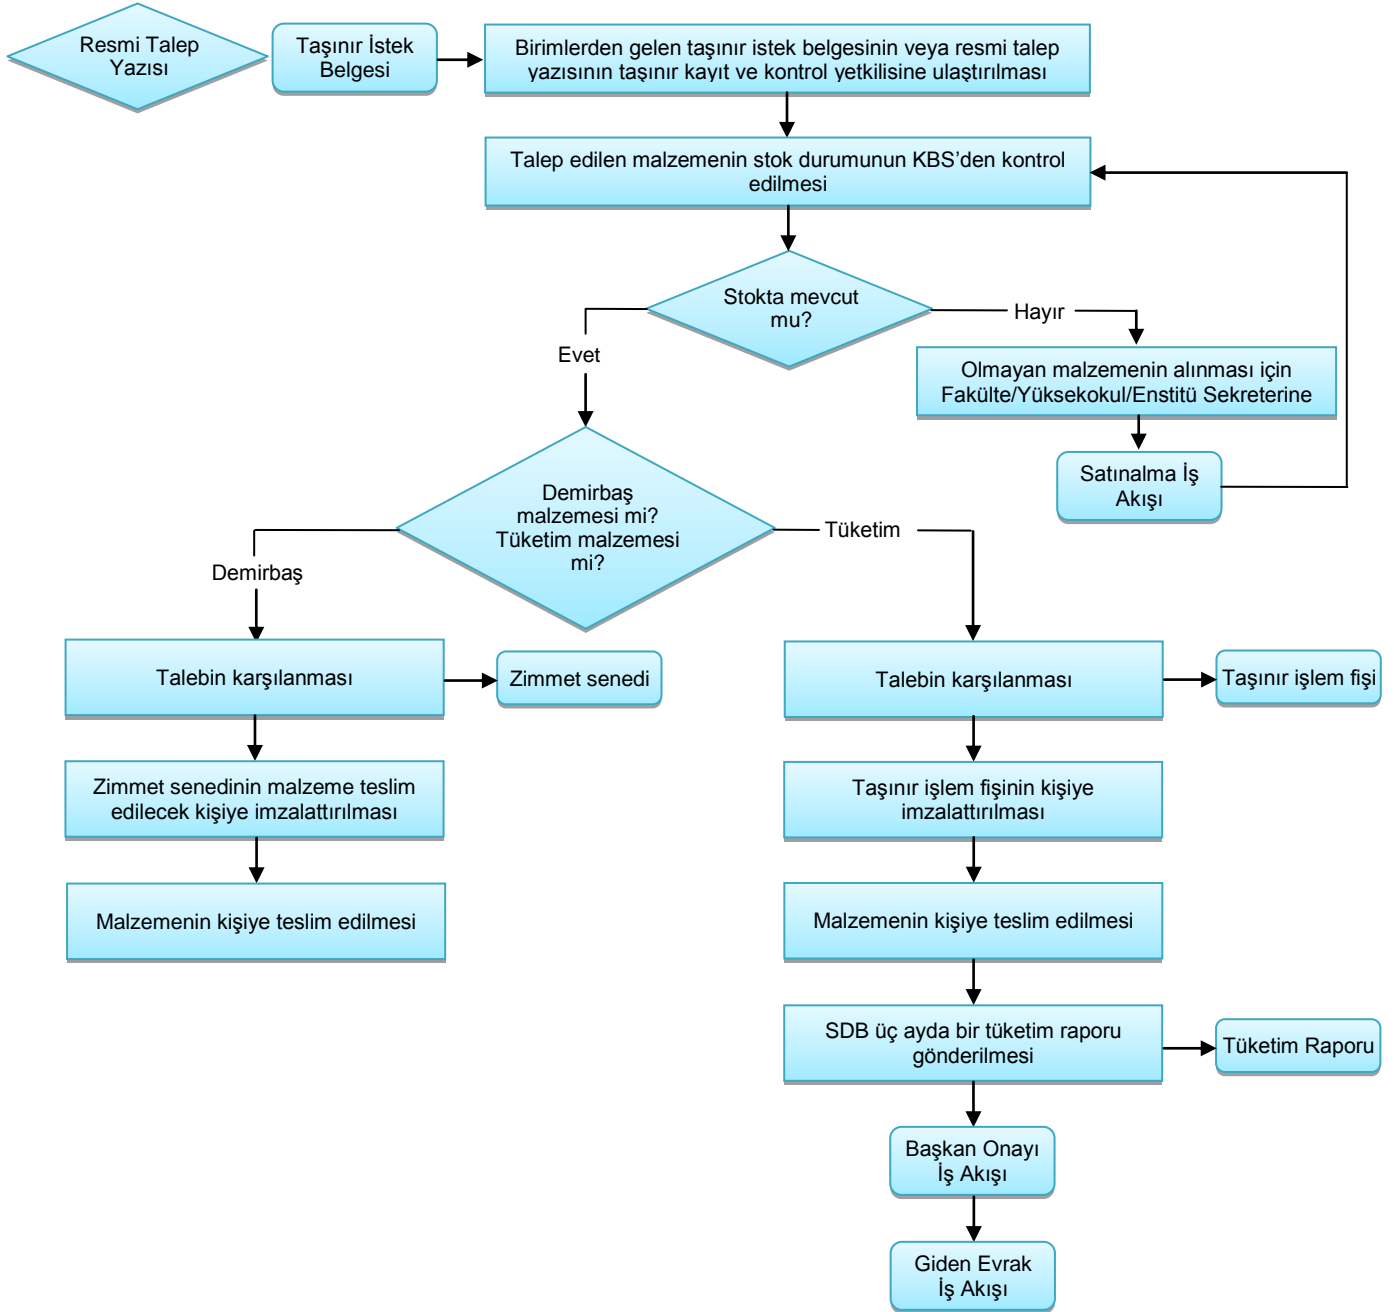 Resmi Talep
Yazısı
Taşınır İstek
Belgesi
Birimlerden gelen taşınır istek belgesinin veya resmi talep
yazısının taşınır kayıt ve kontrol yetkilisine ulaştırılması
Talep edilen malzemenin stok durumunun KBS’den kontrol
edilmesi
Stokta mevcut
mu?
Hayır
Evet
Olmayan malzemenin alınması için
Fakülte/Yüksekokul/Enstitü Sekreterine
Satınalma İş
Akışı
Demirbaş
malzemesi mi?
Tüketim malzemesi
mi?
Tüketim
Demirbaş
Talebin karşılanması
Zimmet senedi
Talebin karşılanması
Taşınır işlem fişi
Zimmet senedinin malzeme teslim
edilecek kişiye imzalattırılması
Taşınır işlem fişinin kişiye
imzalattırılması
Malzemenin kişiye teslim edilmesi
Malzemenin kişiye teslim edilmesi
SDB üç ayda bir tüketim raporu
gönderilmesi
Tüketim Raporu
Başkan Onayı
İş Akışı
Giden Evrak
İş Akışı